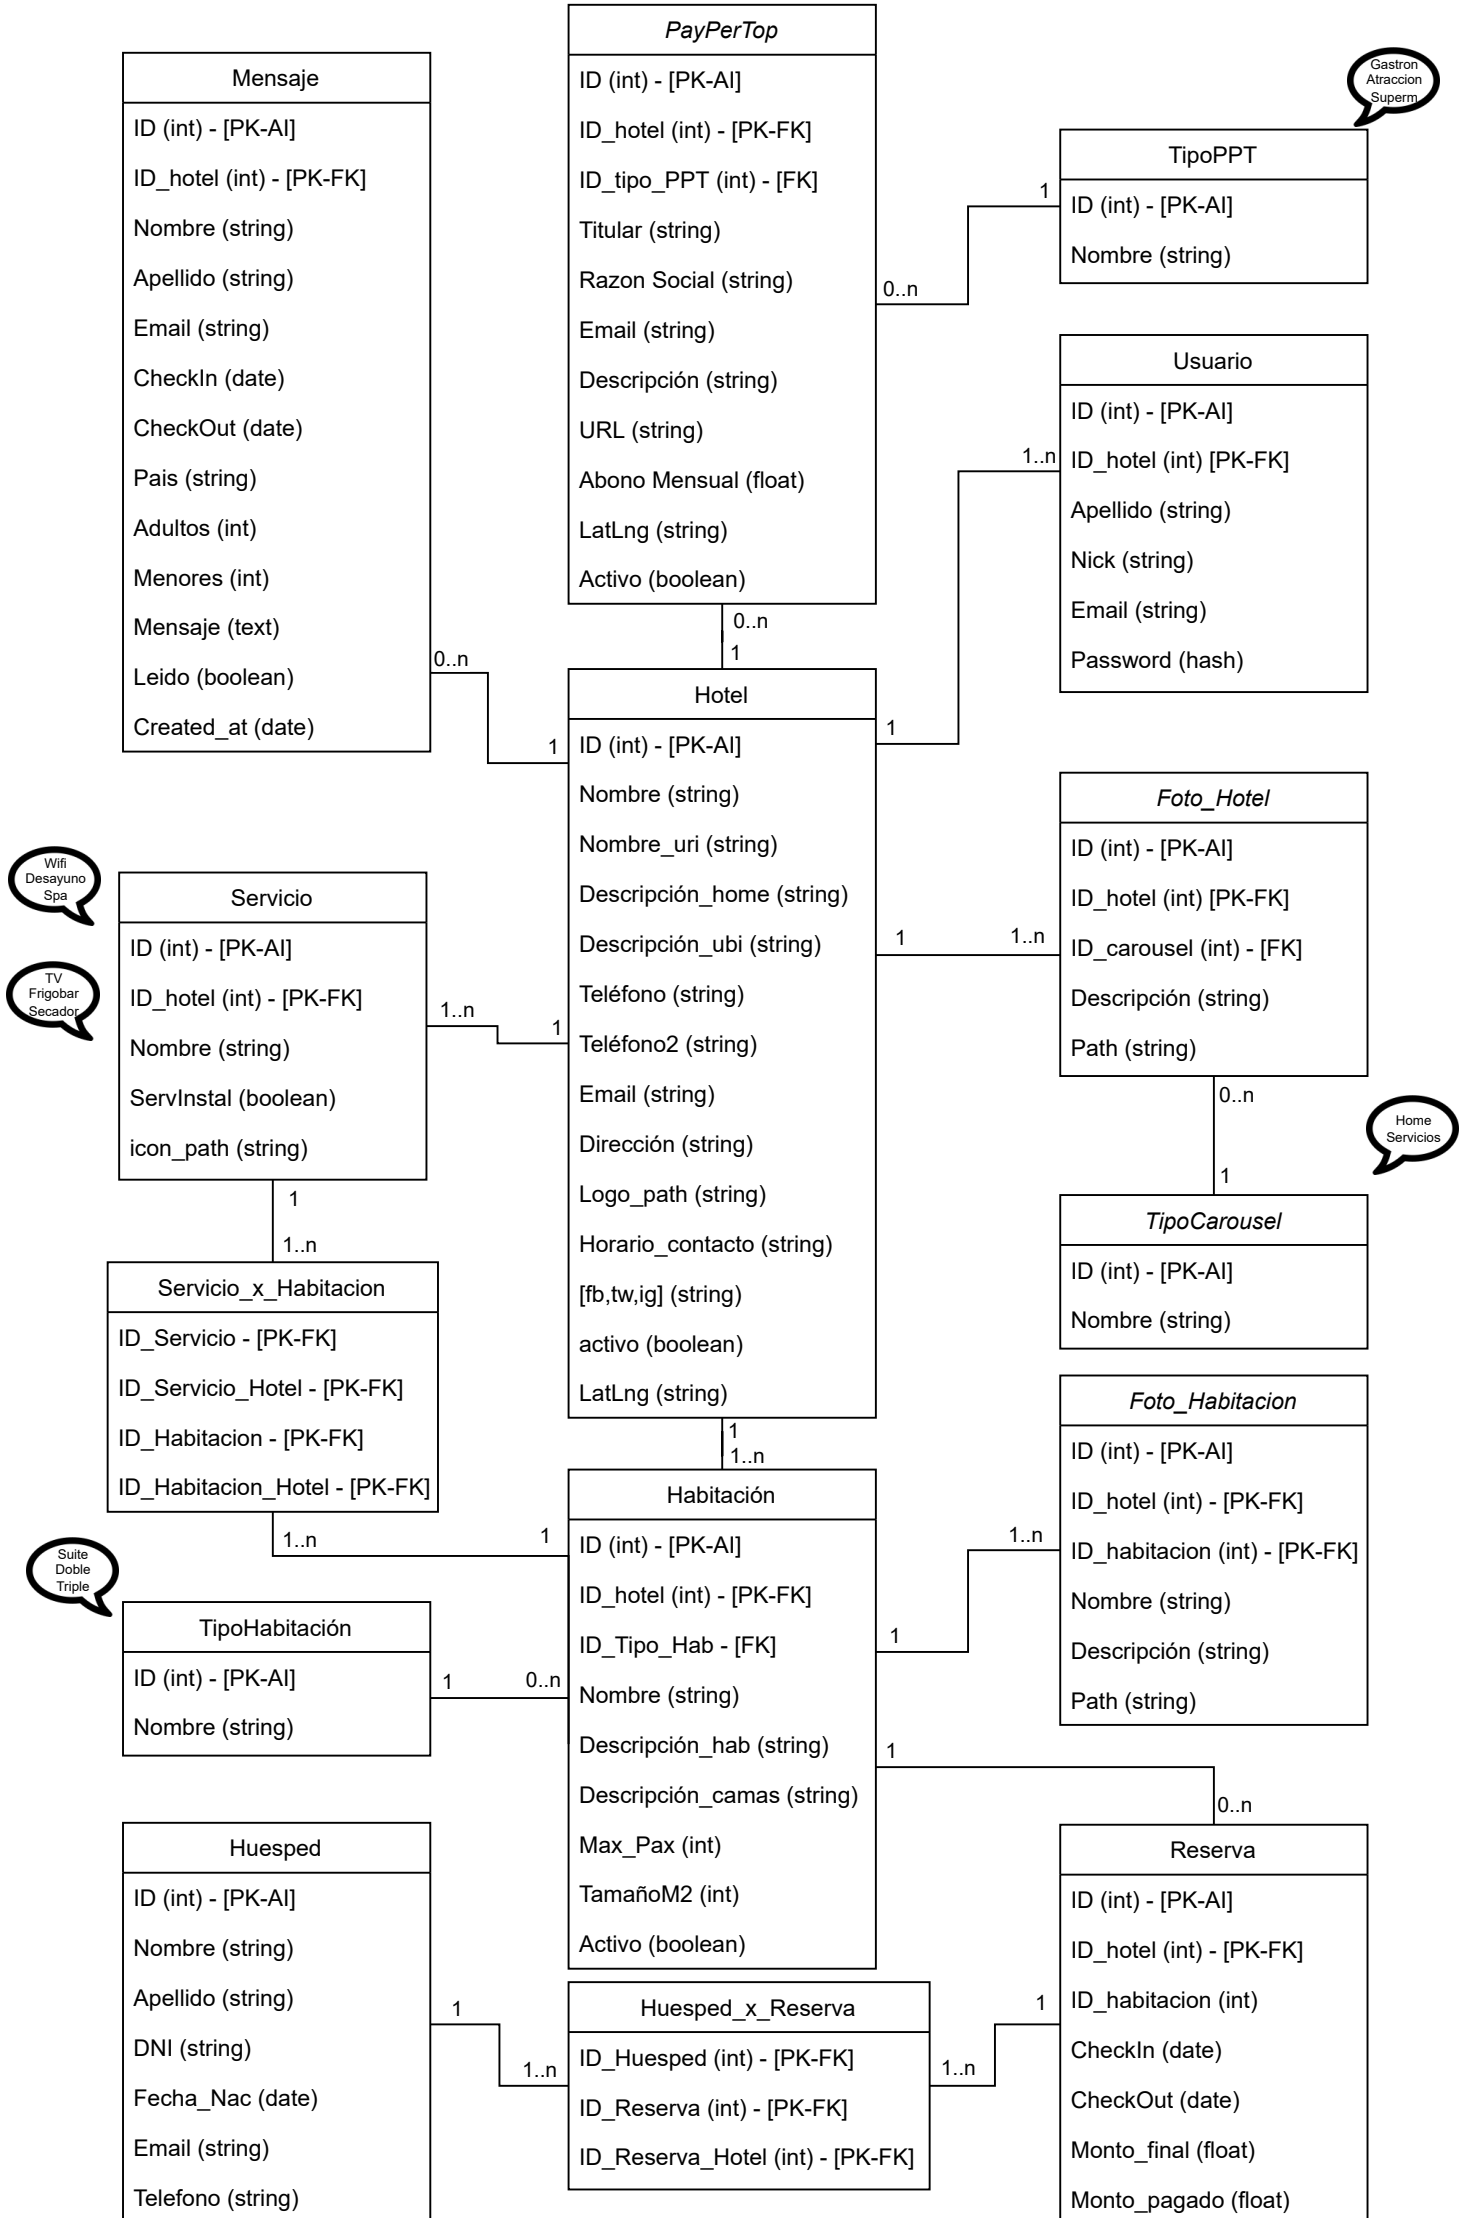 PayPerTop
ID (int) - [PK-AI]
ID_hotel (int) - [PK-FK]
ID_tipo_PPT (int) - [FK]
Titular (string)
Razon Social (string)
Email (string)
Descripción (string)
URL (string)
Abono Mensual (float)
LatLng (string)
Activo (boolean)
0..n
1
Mensaje
ID (int) - [PK-AI]
ID_hotel (int) - [PK-FK]
Nombre (string)
Apellido (string)
Email (string)
CheckIn (date)
CheckOut (date)
Pais (string)
Adultos (int)
Menores (int)
Mensaje (text)
Leido (boolean)
Created_at (date)
0..n
1
Gastron
Atraccion
Superm
TipoPPT
ID (int) - [PK-AI]
Nombre (string)
1
0..n
Usuario
ID (int) - [PK-AI]
ID_hotel (int) [PK-FK]
Apellido (string)
Nick (string)
Email (string)
Password (hash)
1..n
1
Hotel
ID (int) - [PK-AI]
Nombre (string)
Nombre_uri (string)
Descripción_home (string)
Descripción_ubi (string)
Teléfono (string)
Teléfono2 (string)
Email (string)
Dirección (string)
Logo_path (string)
Horario_contacto (string)
[fb,tw,ig] (string)
activo (boolean)
LatLng (string)
1
1..n
Foto_Hotel
ID (int) - [PK-AI]
ID_hotel (int) [PK-FK]
ID_carousel (int) - [FK]
Descripción (string)
Path (string)
1
1..n
0..n
1
Home
Servicios
TipoCarousel
ID (int) - [PK-AI]
Nombre (string)
Wifi
Desayuno
Spa
TV
Frigobar
Secador
Servicio
ID (int) - [PK-AI]
ID_hotel (int) - [PK-FK]
Nombre (string)
ServInstal (boolean)
icon_path (string)
1..n
1
1
1..n
Servicio_x_Habitacion
ID_Servicio - [PK-FK]
ID_Servicio_Hotel - [PK-FK]
ID_Habitacion - [PK-FK]
ID_Habitacion_Hotel - [PK-FK]
1..n
1
Suite
Doble
Triple
TipoHabitación
ID (int) - [PK-AI]
Nombre (string)
1
0..n
Habitación
ID (int) - [PK-AI]
ID_hotel (int) - [PK-FK]
ID_Tipo_Hab - [FK]
Nombre (string)
Descripción_hab (string)
Descripción_camas (string)
Max_Pax (int)
TamañoM2 (int)
Activo (boolean)
Foto_Habitacion
ID (int) - [PK-AI]
ID_hotel (int) - [PK-FK]
ID_habitacion (int) - [PK-FK]
Nombre (string)
Descripción (string)
Path (string)
1..n
1
1
0..n
Huesped
ID (int) - [PK-AI]
Nombre (string)
Apellido (string)
DNI (string)
Fecha_Nac (date)
Email (string)
Telefono (string)
1
1..n
Huesped_x_Reserva
ID_Huesped (int) - [PK-FK]
ID_Reserva (int) - [PK-FK]
ID_Reserva_Hotel (int) - [PK-FK]
1
1..n
Reserva
ID (int) - [PK-AI]
ID_hotel (int) - [PK-FK]
ID_habitacion (int)
CheckIn (date)
CheckOut (date)
Monto_final (float)
Monto_pagado (float)